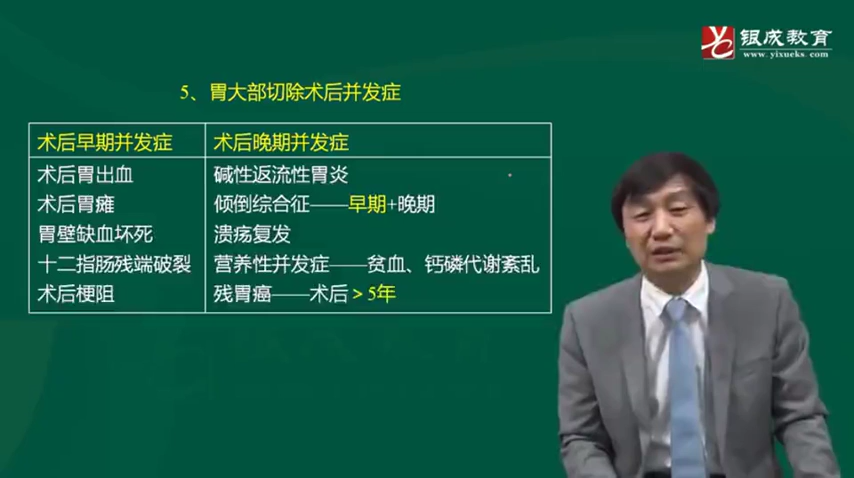 银成教育
www.yixueks.com
5、胃大部切除术后并发症
术后早期并发症 术后晚期并发症
术后胃出血 碱性返流性胃炎
术后胃瘫 倾倒综合征——早期+晚期
胃壁缺血坏死 溃疡复发
十二指肠残端破裂 营养性并发症——贫血、钙磷代谢紊乱
术后梗阻 残胃癌——术后＞5年